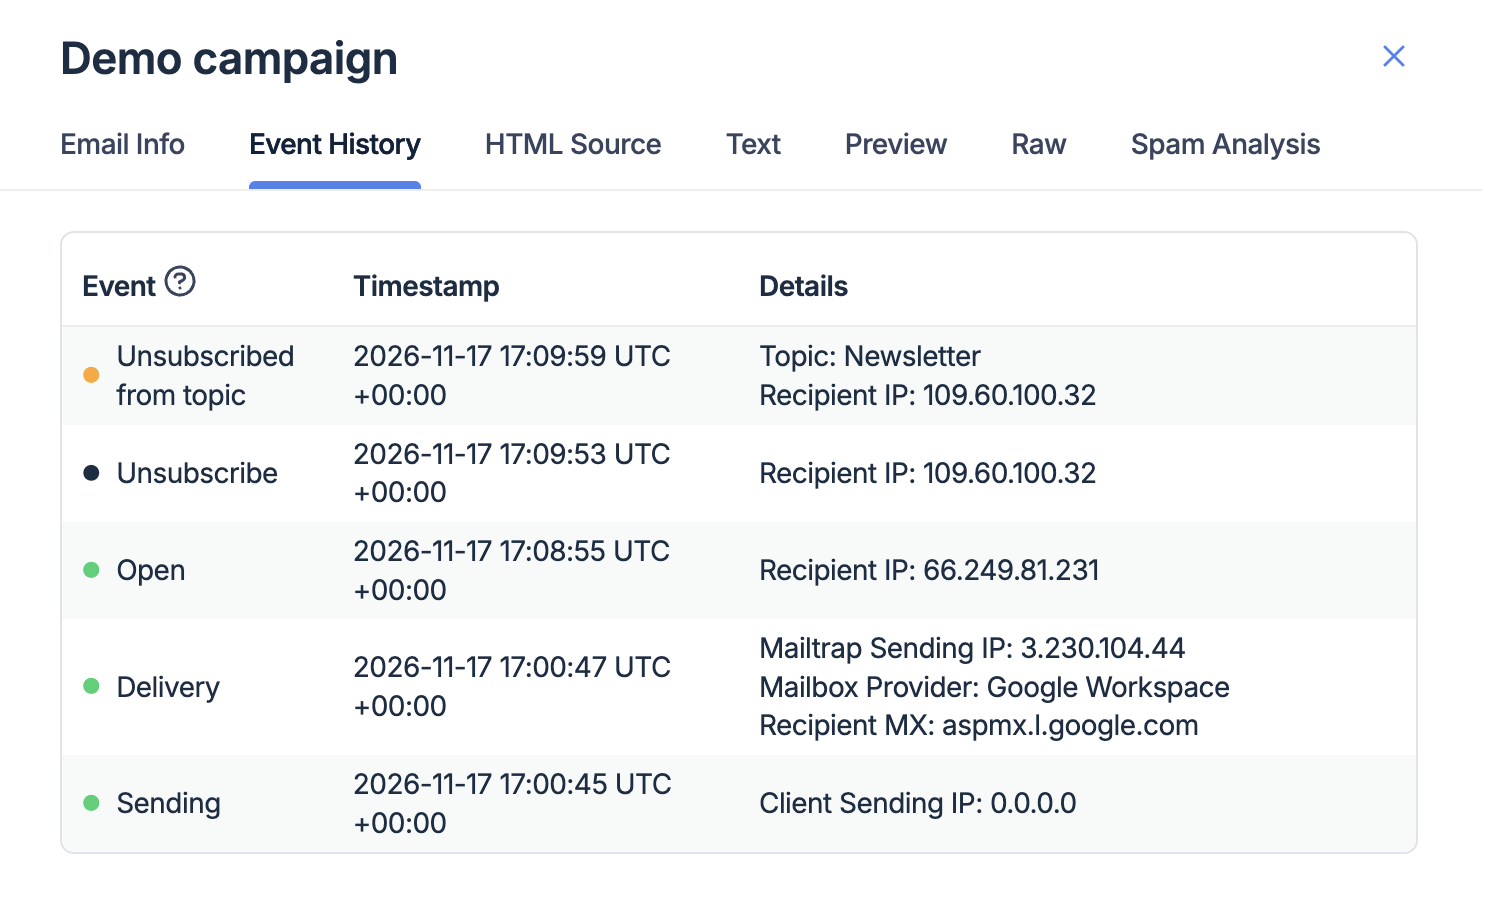 Demo campaign
Email Info Event History HTML Source Text Preview Raw Spam Analysis
Event ? Timestamp Details
Unsubscribed from topic
2026-11-17 17:09:59 UTC
+00:00
Topic: Newsletter
Recipient IP: 109.60.100.32
Unsubscribe
2026-11-17 17:09:53 UTC
+00:00
Recipient IP: 109.60.100.32
Open
2026-11-17 17:08:55 UTC
+00:00
Recipient IP: 66.249.81.231
Delivery
2026-11-17 17:00:47 UTC
+00:00
Mailtrap Sending IP: 3.230.104.44
Mailbox Provider: Google Workspace
Recipient MX: aspmx.l.google.com
Sending
2026-11-17 17:00:45 UTC
+00:00
Client Sending IP: 0.0.0.0